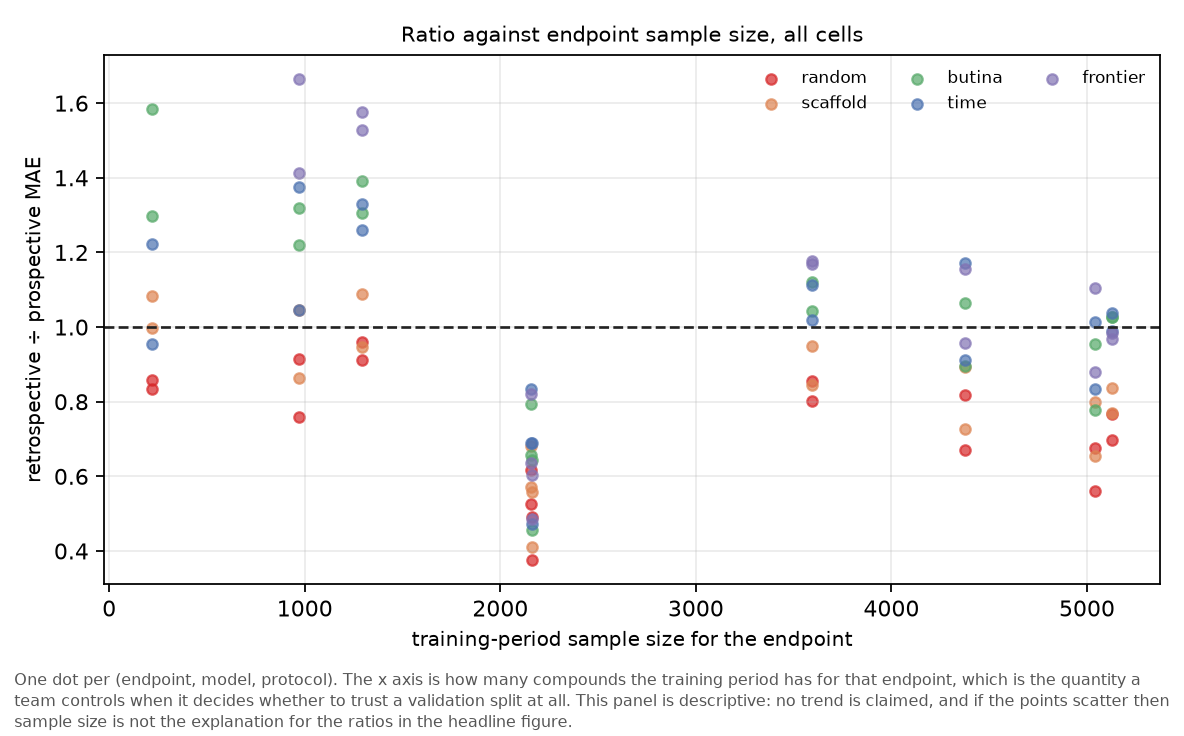 Ratio against endpoint sample size, all cells
random
scaffold
butina
time
frontier
retrospective ÷ prospective MAE
1.6
1.4
1.2
1.0
0.8
0.6
0.4
0
1000
2000
3000
4000
5000
training-period sample size for the endpoint
One dot per (endpoint, model, protocol). The x axis is how many compounds the training period has for that endpoint, which is the quantity a
team controls when it decides whether to trust a validation split at all. This panel is descriptive: no trend is claimed, and if the points scatter then
sample size is not the explanation for the ratios in the headline figure.